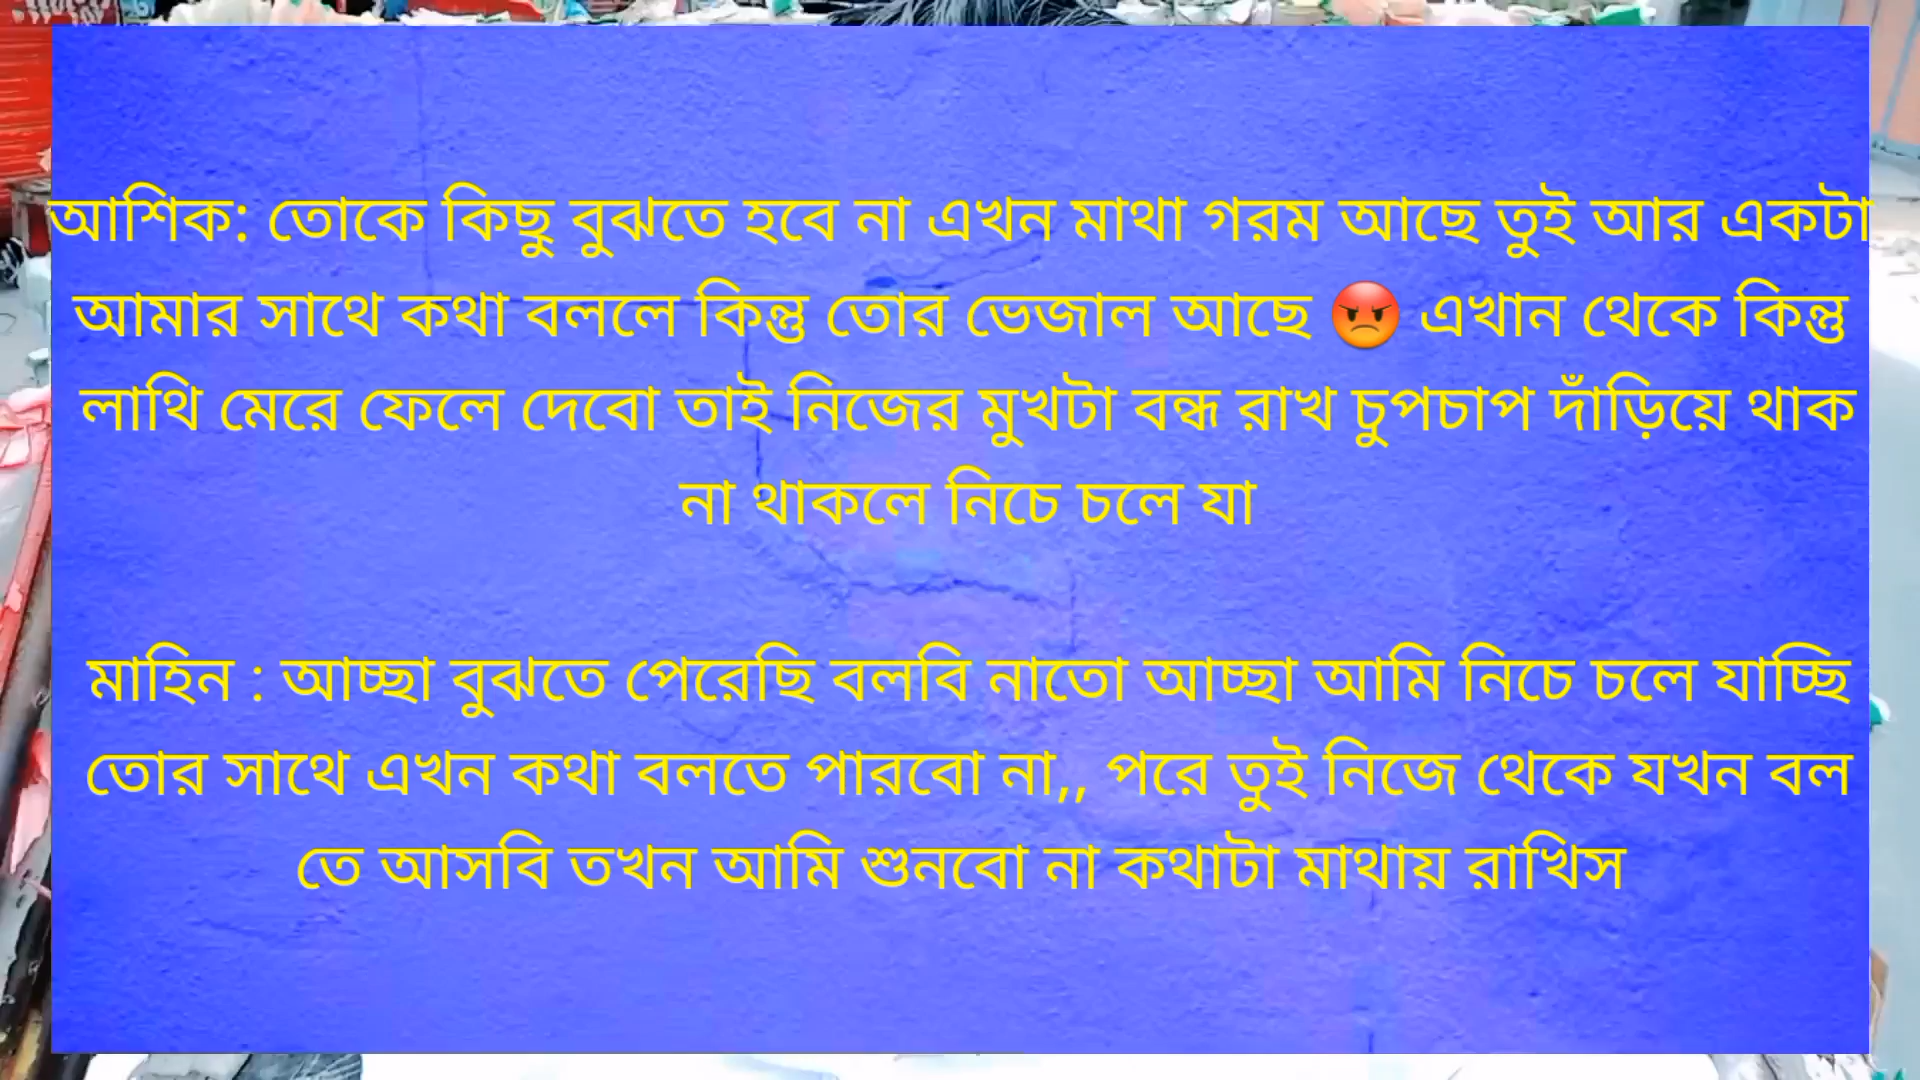 আশিক: তোকে কিছু বুঝতে হবে না এখন মাথা গরম আছে তুই আর একটা
আমার সাথে কথা বললে কিন্তু তোর ভেজাল আছে 😡 এখান থেকে কিন্তু
লাথি মেরে ফেলে দেবো তাই নিজের মুখটা বন্ধ রাখ চুপচাপ দাঁড়িয়ে থাক
না থাকলে নিচে চলে যা
মাহিন : আচ্ছা বুঝতে পেরেছি বলবি নাতো আচ্ছা আমি নিচে চলে যাচ্ছি
তোর সাথে এখন কথা বলতে পারবো না,, পরে তুই নিজে থেকে যখন বল
তে আসবি তখন আমি শুনবো না কথাটা মাথায় রাখিস